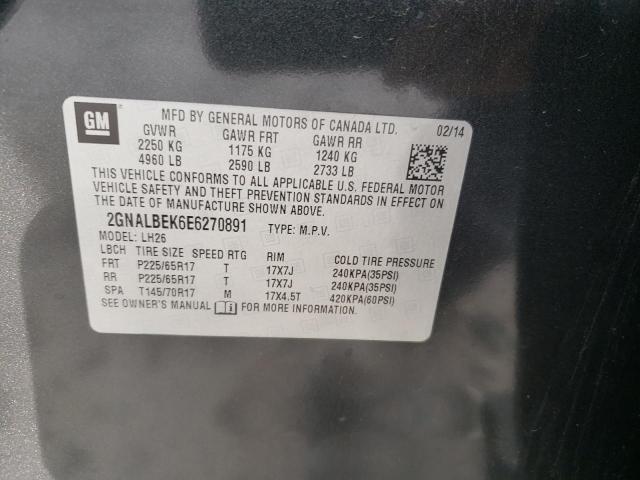 GM
MFD BY GENERAL MOTORS OF CANADA LTD. 02/14
GVWR GAWR FRT GAWR RR
2250 KG 1175 KG 1240 KG
4960 LB 2590 LB 2733 LB
THIS VEHICLE CONFORMS TO ALL APPLICABLE U.S. FEDERAL MOTOR
VEHICLE SAFETY AND THEFT PREVENTION STANDARDS IN EFFECT ON
THE DATE OF MANUFACTURE SHOWN ABOVE.
2GNALBEK6E6270891 TYPE: M.P.V.
MODEL: LH26
LBCH TIRE SIZE SPEED RTG RIM COLD TIRE PRESSURE
FRT P225/65R17 T 17X7J 240KPA(35PSI)
RR P225/65R17 T 17X7J 240KPA(35PSI)
SPA T145/70R17 M 17X4.5T 420KPA(60PSI)
SEE OWNER'S MANUAL i FOR MORE INFORMATION.